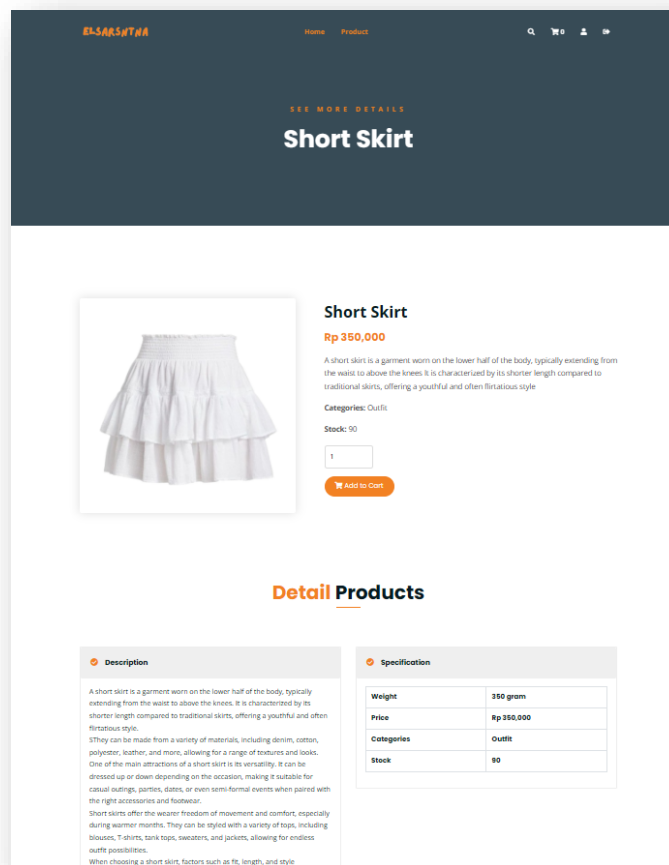 ELSARSHTNA
Home Product
0
SEE MORE DETAILS
Short Skirt
Short Skirt
Rp 350,000
A short skirt is a garment worn on the lower half of the body, typically extending from
the waist to above the knees It is characterized by its shorter length compared to
traditional skirts, offering a youthful and often flirtatious style
Categories: Outfit
Stock: 90
1
Add to Cart
Detail Products
Description
A short skirt is a garment worn on the lower half of the body, typically
extending from the waist to above the knees. It is characterized by its
shorter length compared to traditional skirts, offering a youthful and often
flirtatious style.
SThey can be made from a variety of materials, including denim, cotton,
polyester, leather, and more, allowing for a range of textures and looks.
One of the main attractions of a short skirt is its versatility. It can be
dressed up or down depending on the occasion, making it suitable for
casual outings, parties, dates, or even semi-formal events when paired with
the right accessories and footwear.
Short skirts offer the wearer freedom of movement and comfort, especially
during warmer months. They can be styled with a variety of tops, including
blouses, T-shirts, tank tops, sweaters, and jackets, allowing for endless
outfit possibilities.
When choosing a short skirt, factors such as fit, length, and style
Specification
Weight 350 gram
Price Rp 350,000
Categories Outfit
Stock 90